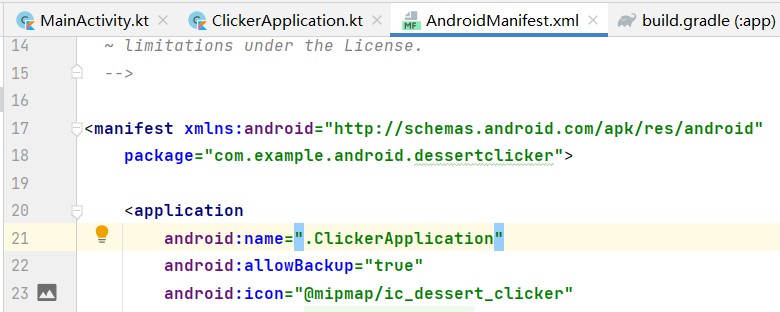 MainActivity.kt ClickerApplication.kt AndroidManifest.xml build.gradle (:app)
14 ~ limitations under the License.
15 -->
16
17 <manifest xmlns:android="http://schemas.android.com/apk/res/android"
18 package="com.example.android.dessertclicker">
19
20 <application
21 android:name=".ClickerApplication"
22 android:allowBackup="true"
23 android:icon="@mipmap/ic_dessert_clicker"